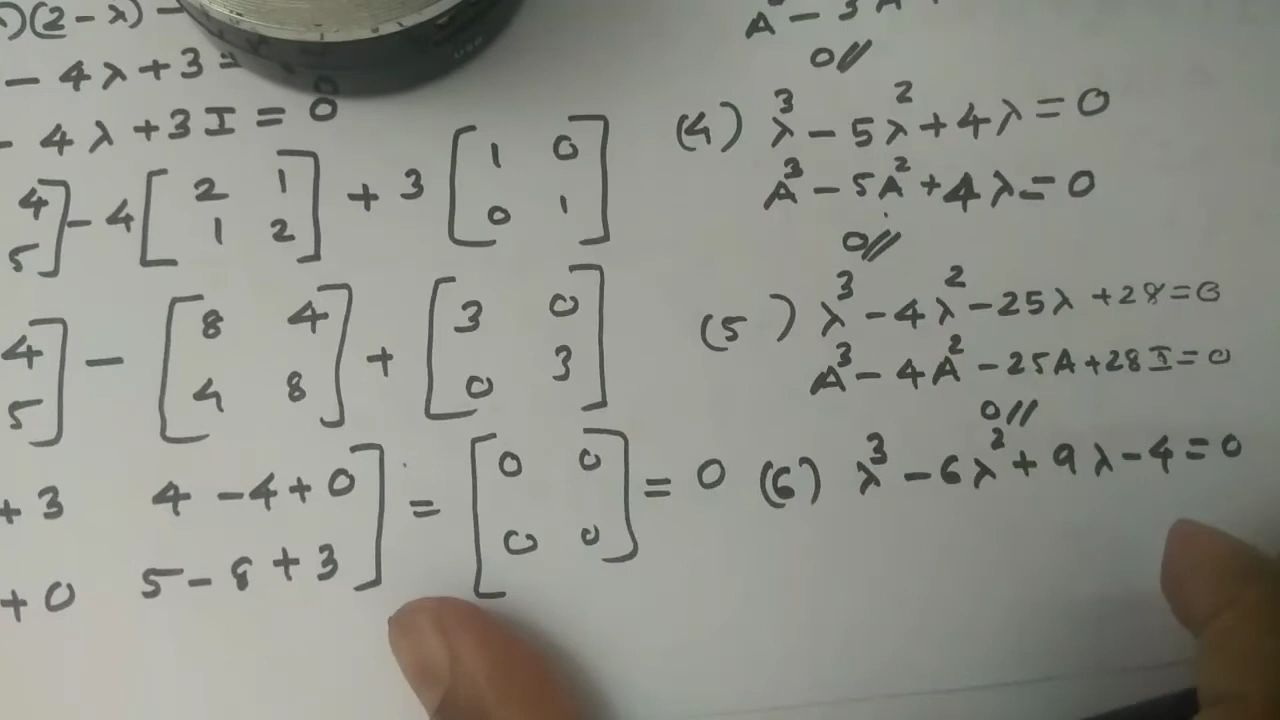 )(2 - λ) -
- 4λ + 3 =
- 4λ + 3I = 0
4 5] - 4 [2 1 1 2] + 3 [1 0 0 1]
4 5] - [8 4 4 8] + [3 0 0 3]
+ 3 4 - 4 + 0
+ 0 5 - 8 + 3] = [0 0 0 0] = 0
A - 3A
0//
(4) λ³ - 5λ² + 4λ = 0
A³ - 5A² + 4λ = 0
0//
(5) λ³ - 4λ² - 25λ + 28 = 0
A³ - 4A² - 25A + 28I = 0
0//
(6) λ³ - 6λ² + 9λ - 4 = 0